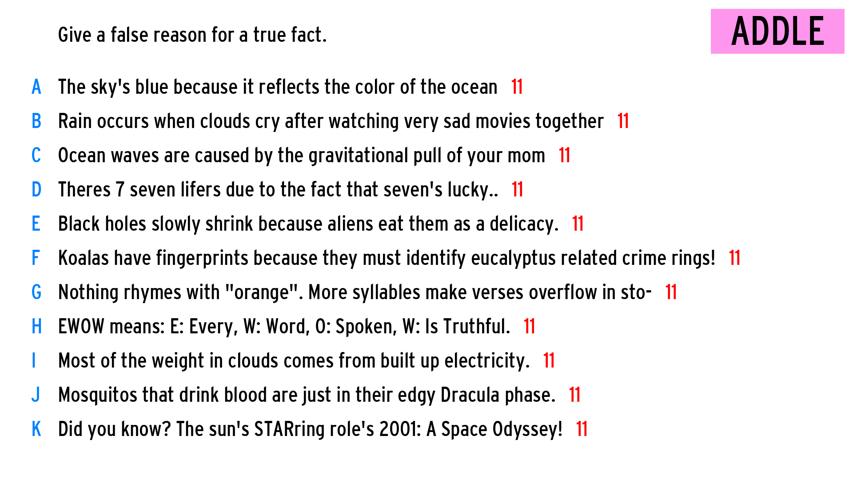 Give a false reason for a true fact.
ADDLE
A The sky's blue because it reflects the color of the ocean 11
B Rain occurs when clouds cry after watching very sad movies together 11
C Ocean waves are caused by the gravitational pull of your mom 11
D Theres 7 seven lifers due to the fact that seven's lucky.. 11
E Black holes slowly shrink because aliens eat them as a delicacy. 11
F Koalas have fingerprints because they must identify eucalyptus related crime rings! 11
G Nothing rhymes with "orange". More syllables make verses overflow in sto- 11
H EWOW means: E: Every, W: Word, O: Spoken, W: Is Truthful. 11
I Most of the weight in clouds comes from built up electricity. 11
J Mosquitos that drink blood are just in their edgy Dracula phase. 11
K Did you know? The sun's STARring role's 2001: A Space Odyssey! 11